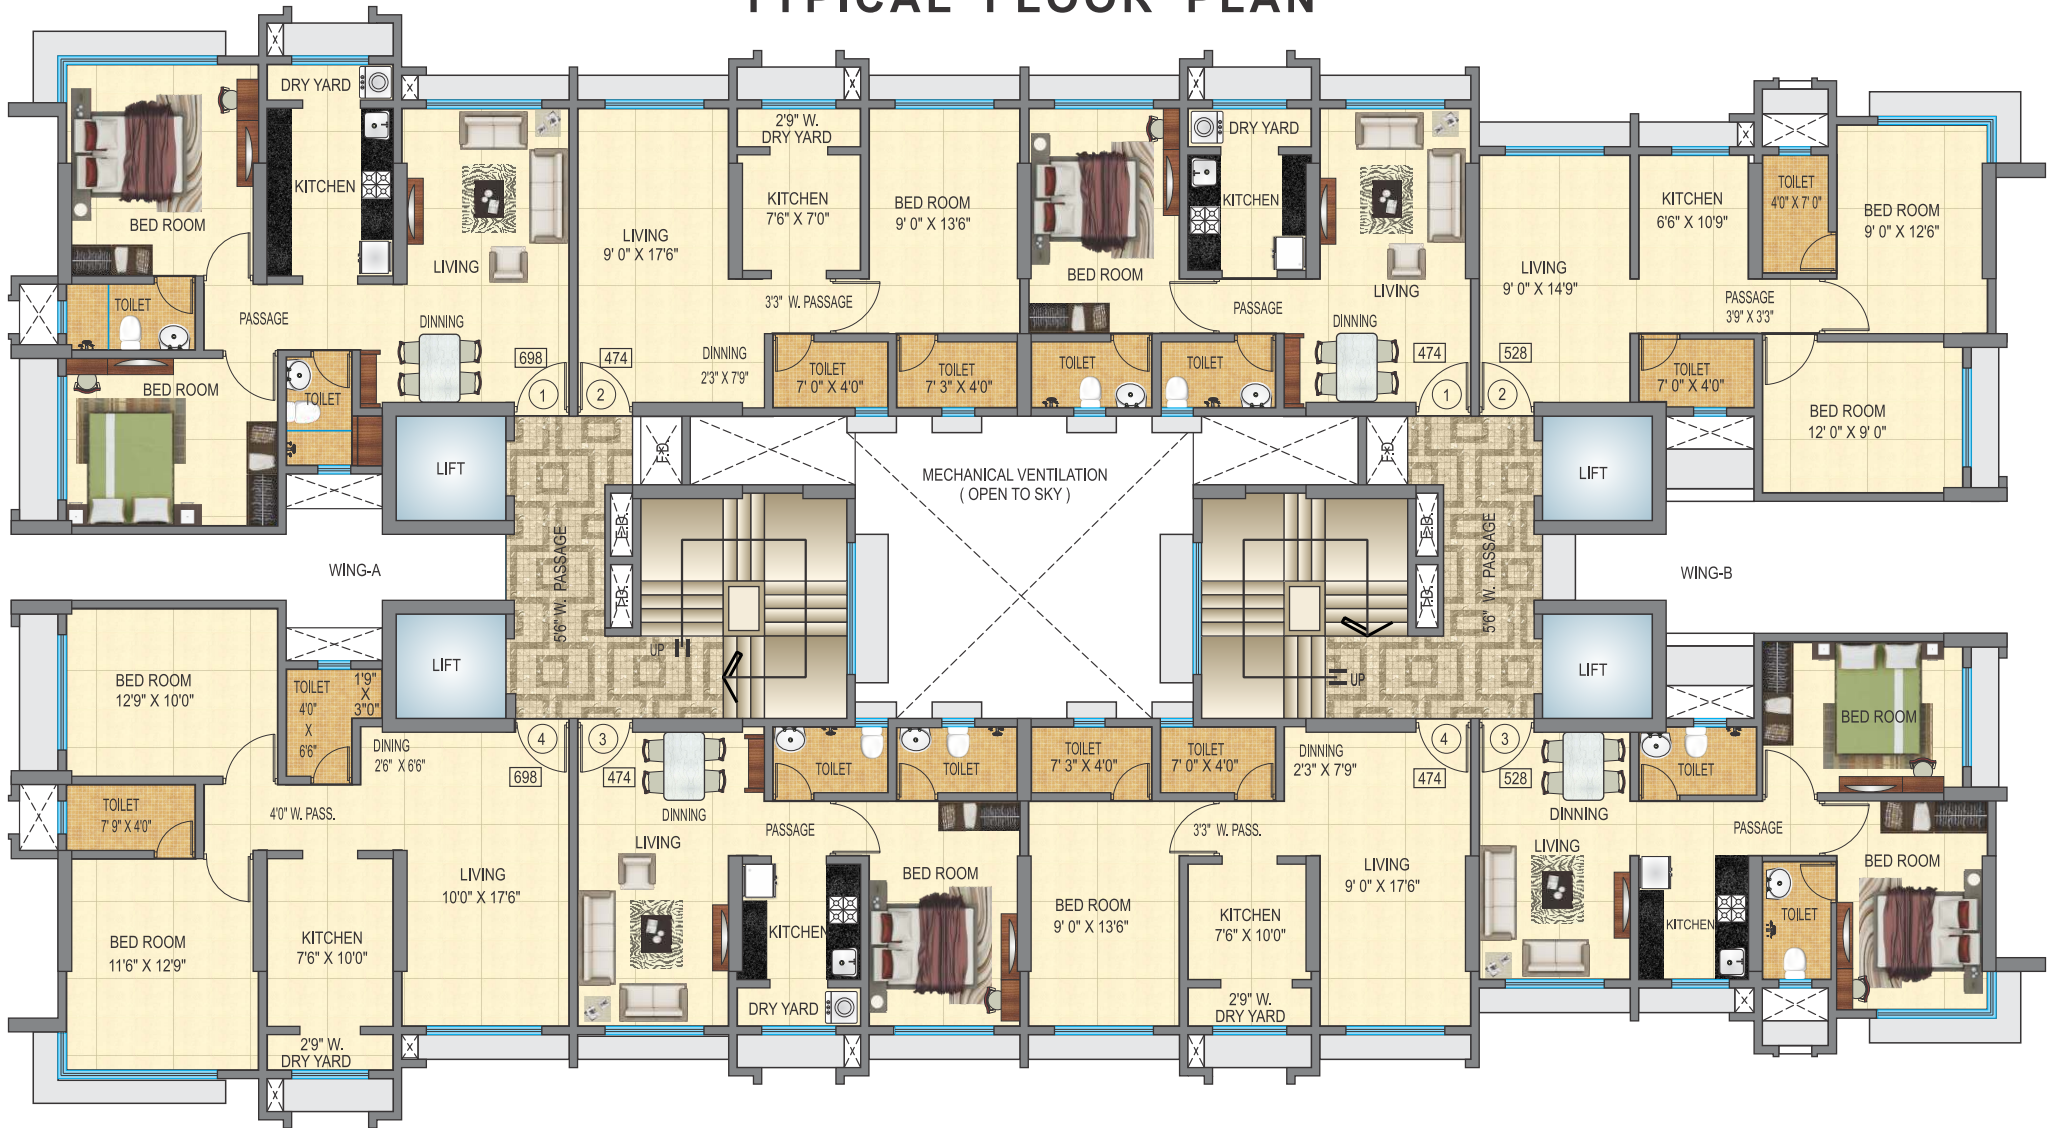 TYPICAL FLOOR PLAN
DRY YARD
KITCHEN
BED ROOM
LIVING
TOILET
PASSAGE
DINNING
698
1
BED ROOM
TOILET
LIFT
LIVING
9' 0" X 17'6"
2'9" W.
DRY YARD
KITCHEN
7'6" X 7'0"
BED ROOM
9' 0" X 13'6"
3'3" W. PASSAGE
DINNING
2'3" X 7'9"
474
2
TOILET
7' 0" X 4'0"
TOILET
7' 3" X 4'0"
DRY YARD
KITCHEN
BED ROOM
LIVING
PASSAGE
DINNING
TOILET
TOILET
474
1
LIVING
9' 0" X 14'9"
KITCHEN
6'6" X 10'9"
TOILET
4'0" X 7' 0"
BED ROOM
9' 0" X 12'6"
PASSAGE
3'9" X 3'3"
528
2
TOILET
7' 0" X 4'0"
BED ROOM
12' 0" X 9' 0"
LIFT
F.D.
E.D.
T.D.
5'6" W. PASSAGE
UP
MECHANICAL VENTILATION
( OPEN TO SKY )
F.D.
E.D.
T.D.
5'6" W. PASSAGE
UP
WING-A
WING-B
LIFT
LIFT
BED ROOM
12'9" X 10'0"
TOILET
4'0"
X
6'6"
1'9"
X
3"0"
DINING
2'6" X 6'6"
4
698
TOILET
7' 9" X 4'0"
4'0" W. PASS.
BED ROOM
11'6" X 12'9"
KITCHEN
7'6" X 10'0"
LIVING
10'0" X 17'6"
2'9" W.
DRY YARD
3
474
DINNING
LIVING
TOILET
TOILET
PASSAGE
BED ROOM
KITCHEN
DRY YARD
TOILET
7' 3" X 4'0"
TOILET
7' 0" X 4'0"
DINNING
2'3" X 7'9"
4
474
3'3" W. PASS.
BED ROOM
9' 0" X 13'6"
KITCHEN
7'6" X 10'0"
LIVING
9' 0" X 17'6"
2'9" W.
DRY YARD
3
528
DINNING
LIVING
TOILET
BED ROOM
PASSAGE
KITCHEN
TOILET
BED ROOM